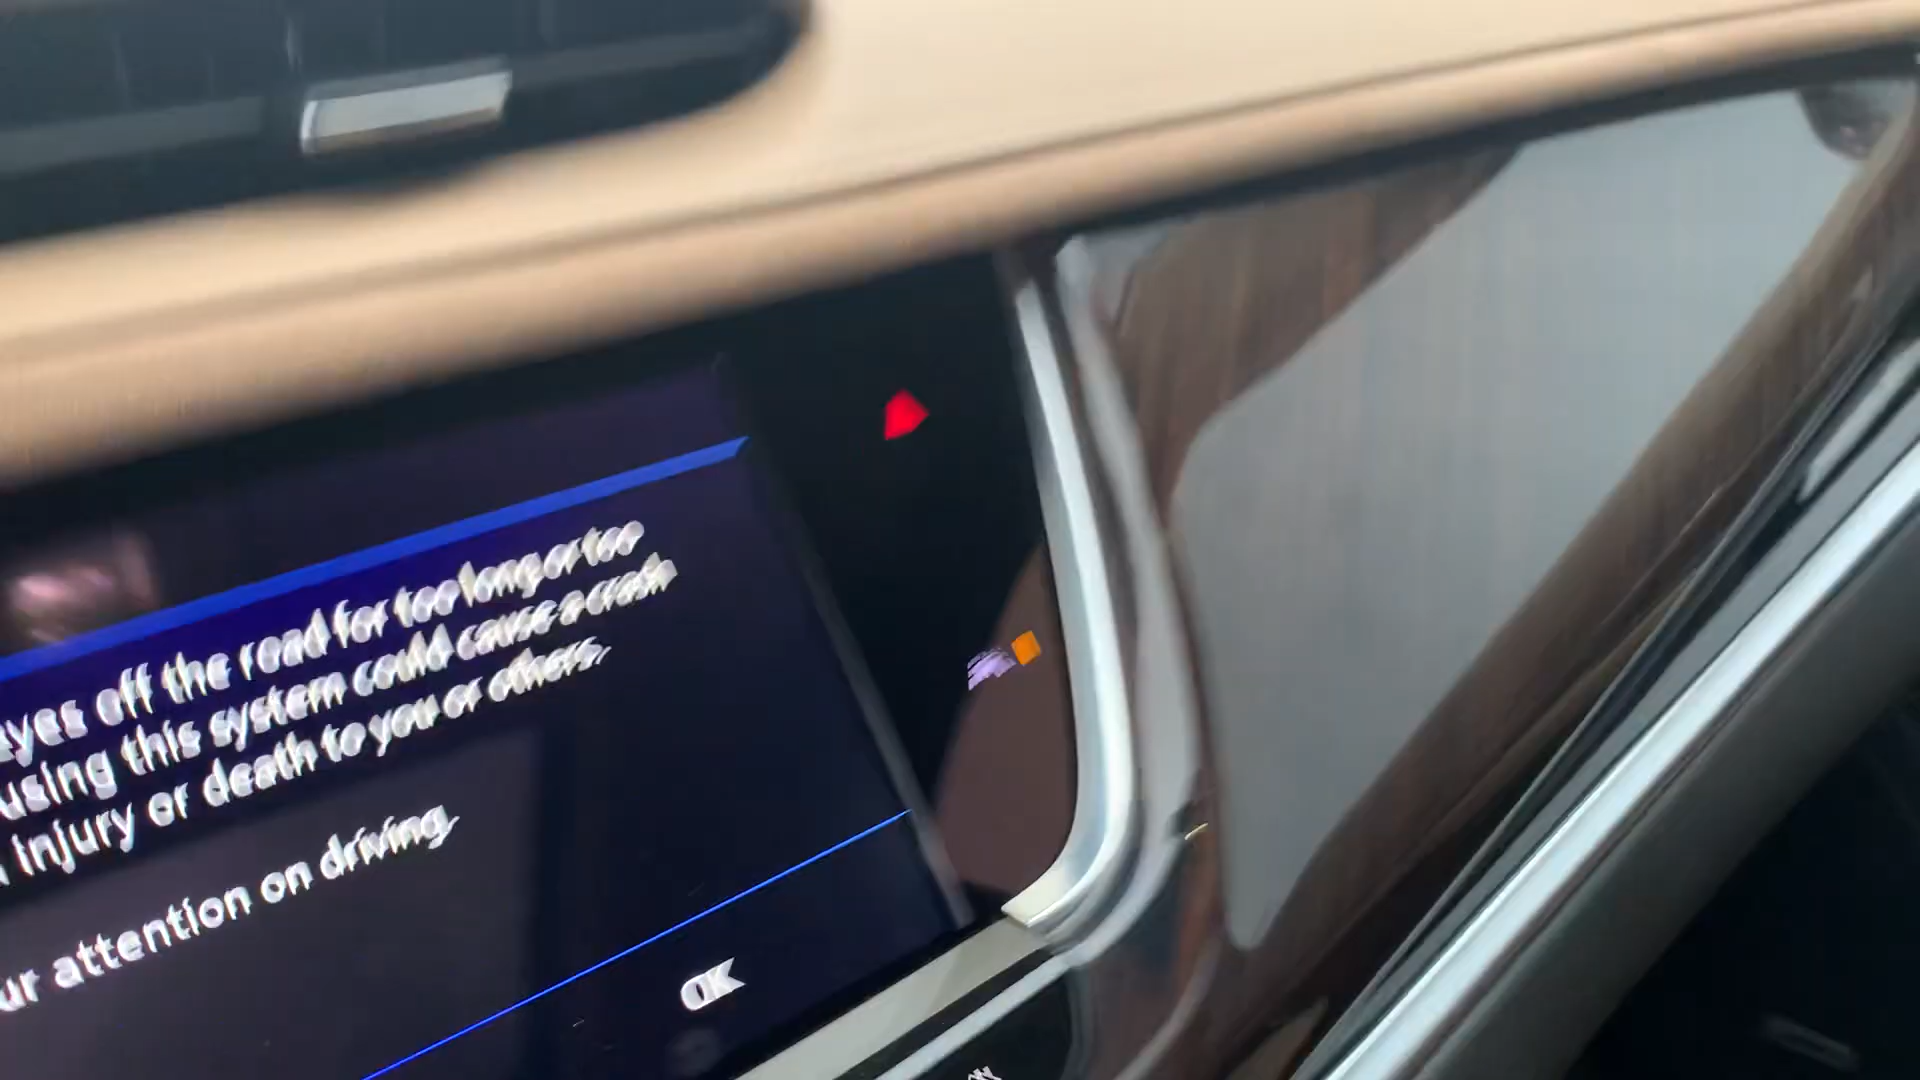 eyes off the road for too long or too
using this system could cause a crash
injury or death to you or others.
ur attention on driving.
OK